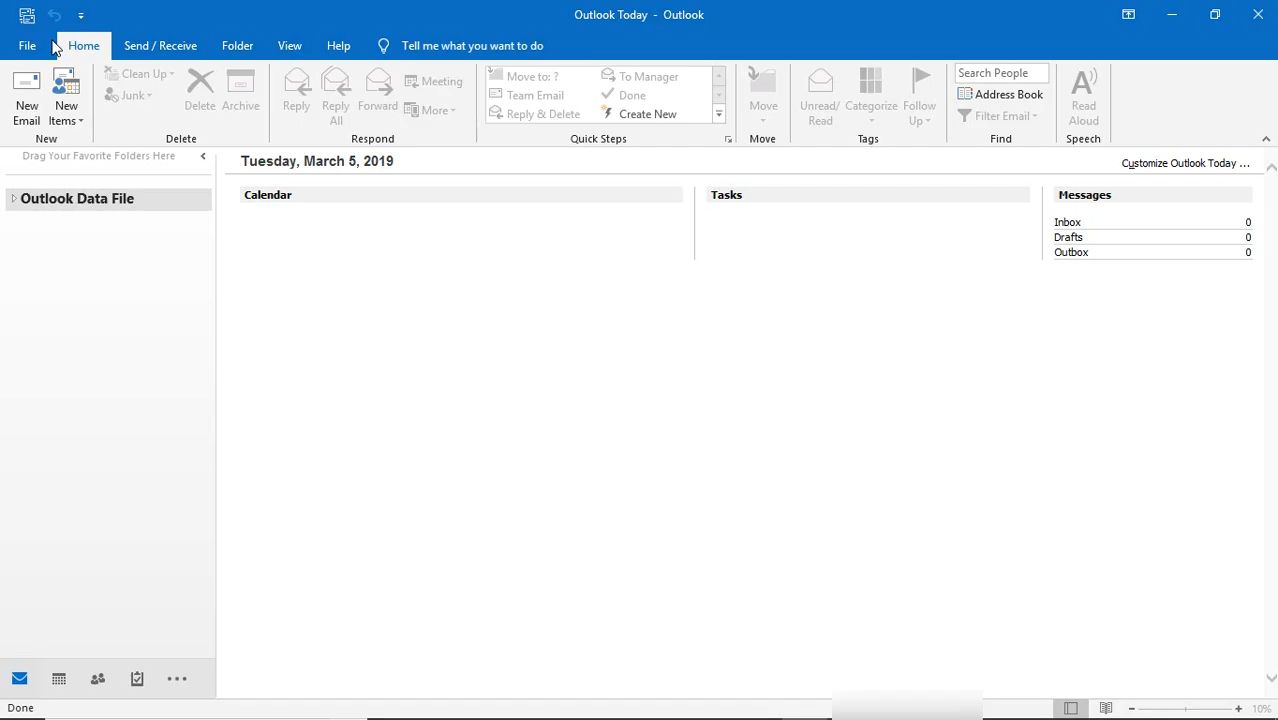 Outlook Today - Outlook
File Home Send / Receive Folder View Help Tell me what you want to do
New Email
New Items
Clean Up
Junk
Delete
Archive
Reply
Reply All
Forward
Meeting
More
Move to: ?
Team Email
Reply & Delete
To Manager
Done
Create New
Move
Unread/ Read
Categorize
Follow Up
Search People
Address Book
Filter Email
Read Aloud
New Delete Respond Quick Steps Move Tags Find Speech
Drag Your Favorite Folders Here
Outlook Data File
Tuesday, March 5, 2019
Customize Outlook Today ...
Calendar
Tasks
Messages
Inbox 0
Drafts 0
Outbox 0
Done
10%